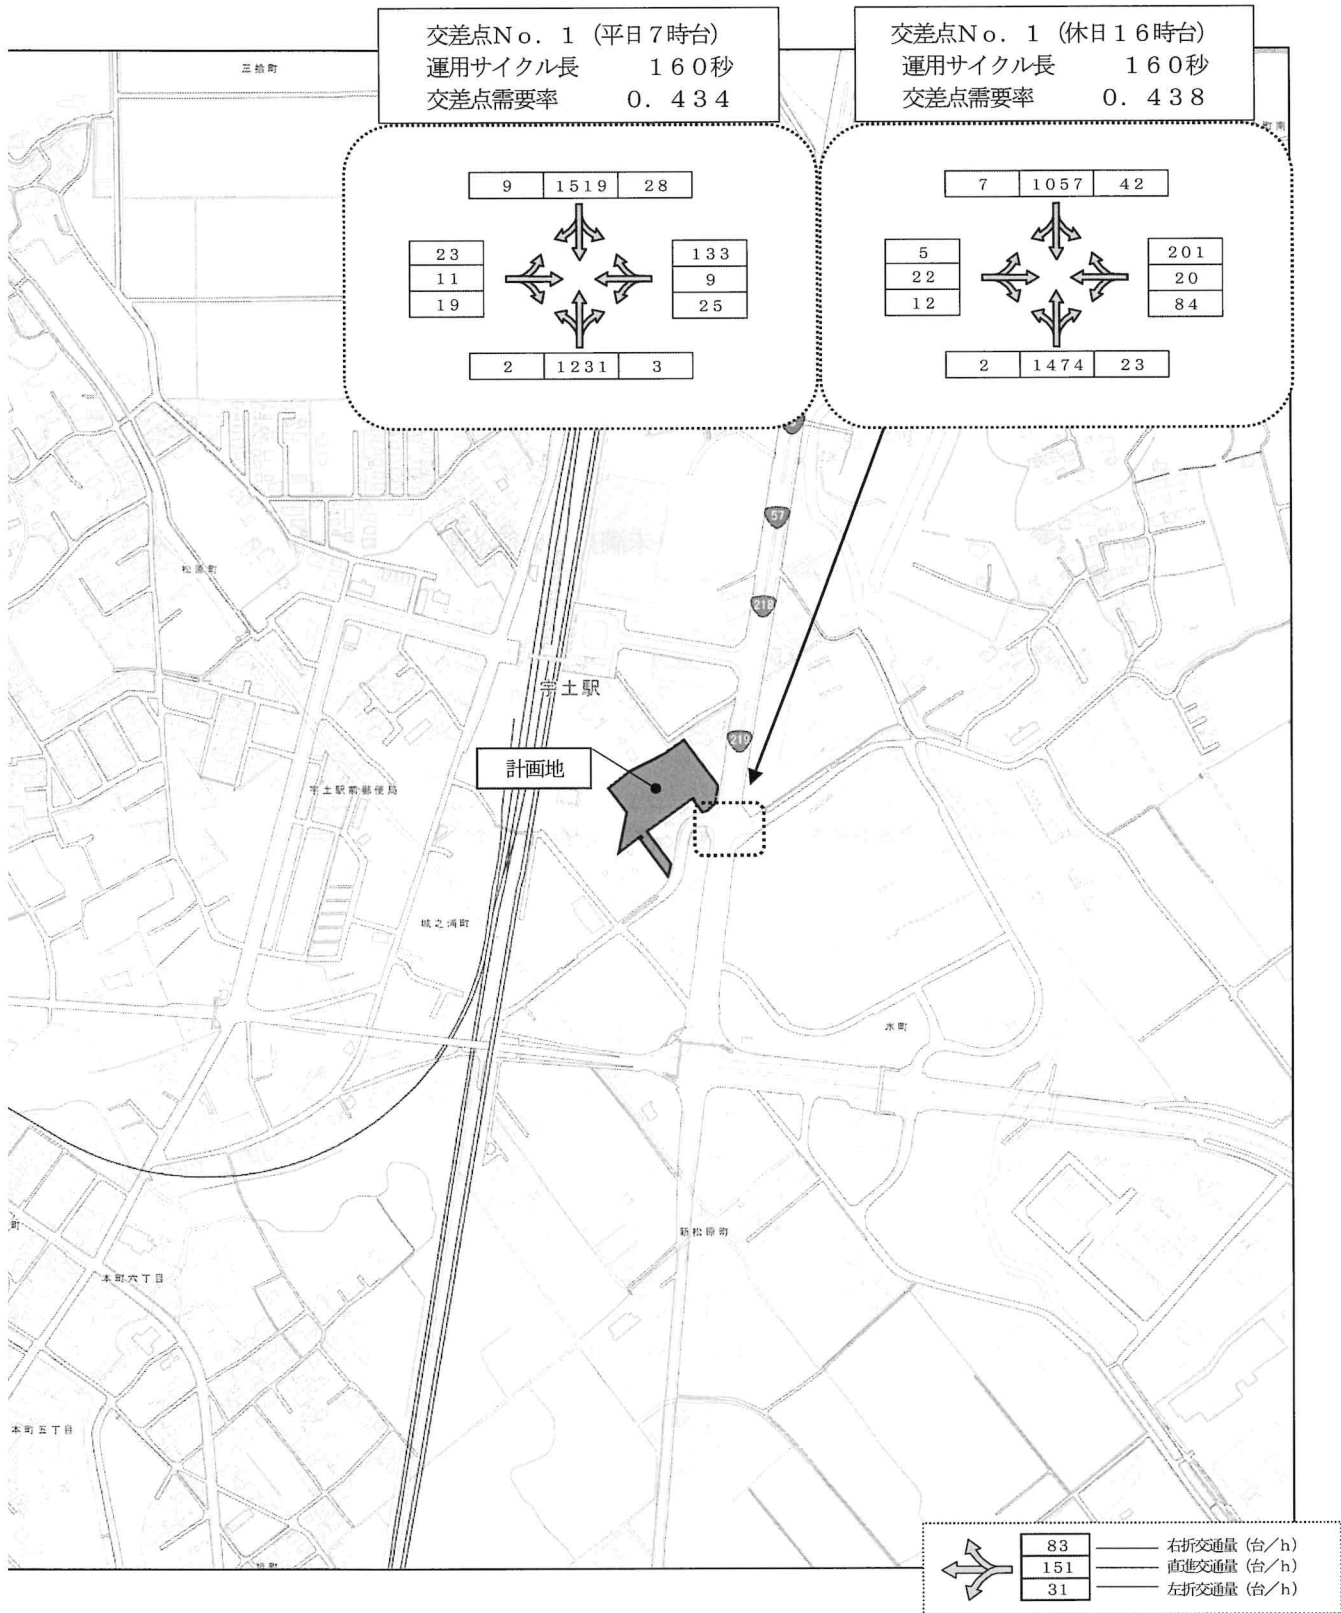 交差点No．1（平日7時台）
運用サイクル長 160秒
交差点需要率 0．434
交差点No．1（休日16時台）
運用サイクル長 160秒
交差点需要率 0．438
三拾町
町南
9 1519 28
23
11
19
133
9
25
2 1231 3
7 1057 42
5
22
12
201
20
84
2 1474 23
57
松原町
218
宇土駅
219
計画地
宇土駅前郵便局
城之浦町
水町
町
新松原町
本町六丁目
本町五丁目
83 右折交通量（台／h）
151 直進交通量（台／h）
31 左折交通量（台／h）